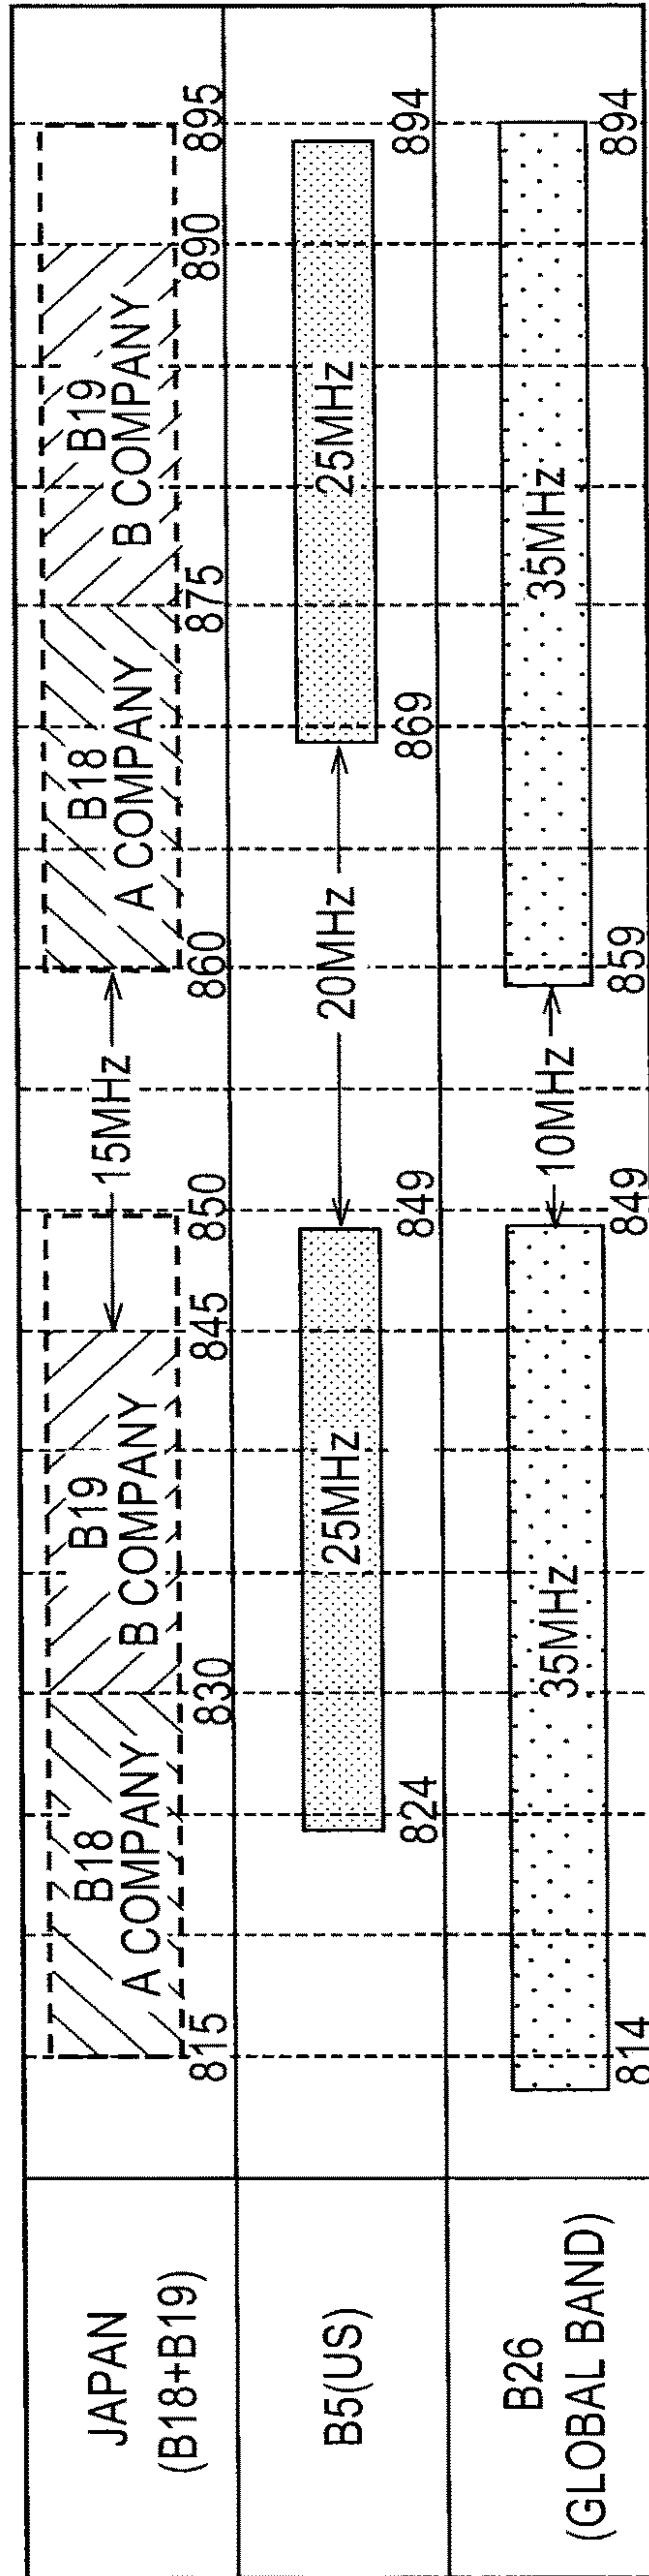 JAPAN
(B18+B19)
B18
A COMPANY
B19
B COMPANY
15MHz
B18
A COMPANY
B19
B COMPANY
815
830
845
850
860
875
890
895
B5(US)
25MHz
20MHz
25MHz
824
849
869
894
B26
(GLOBAL BAND)
35MHz
10MHz
35MHz
814
849
859
894